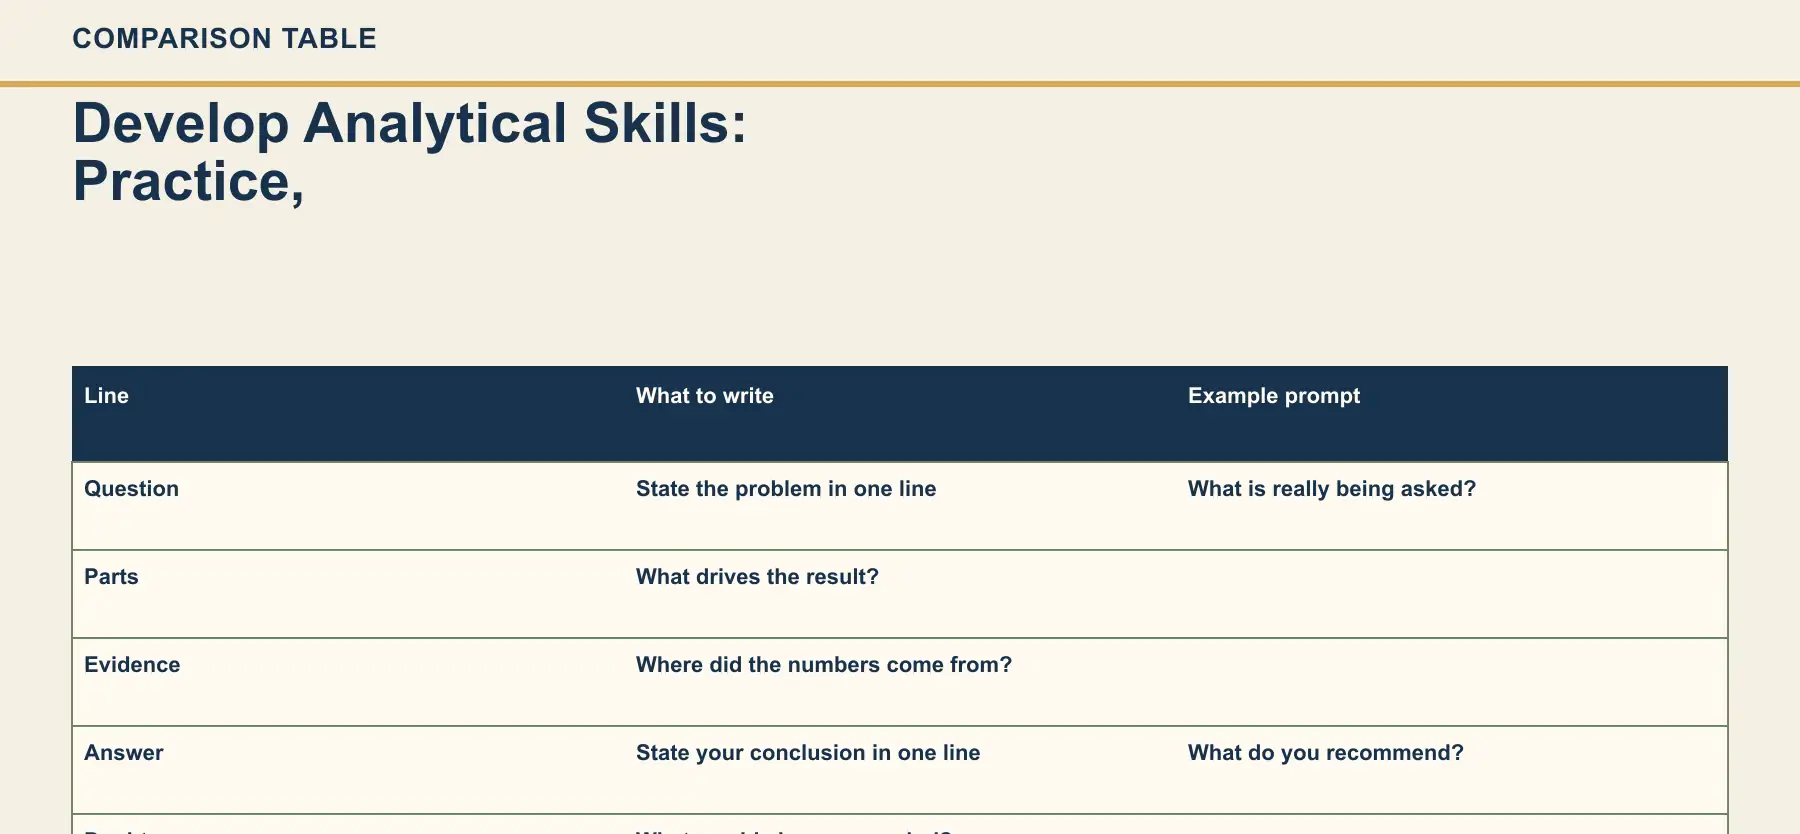 COMPARISON TABLE
Develop Analytical Skills:
Practice,
Line What to write Example prompt
Question State the problem in one line What is really being asked?
Parts What drives the result?
Evidence Where did the numbers come from?
Answer State your conclusion in one line What do you recommend?